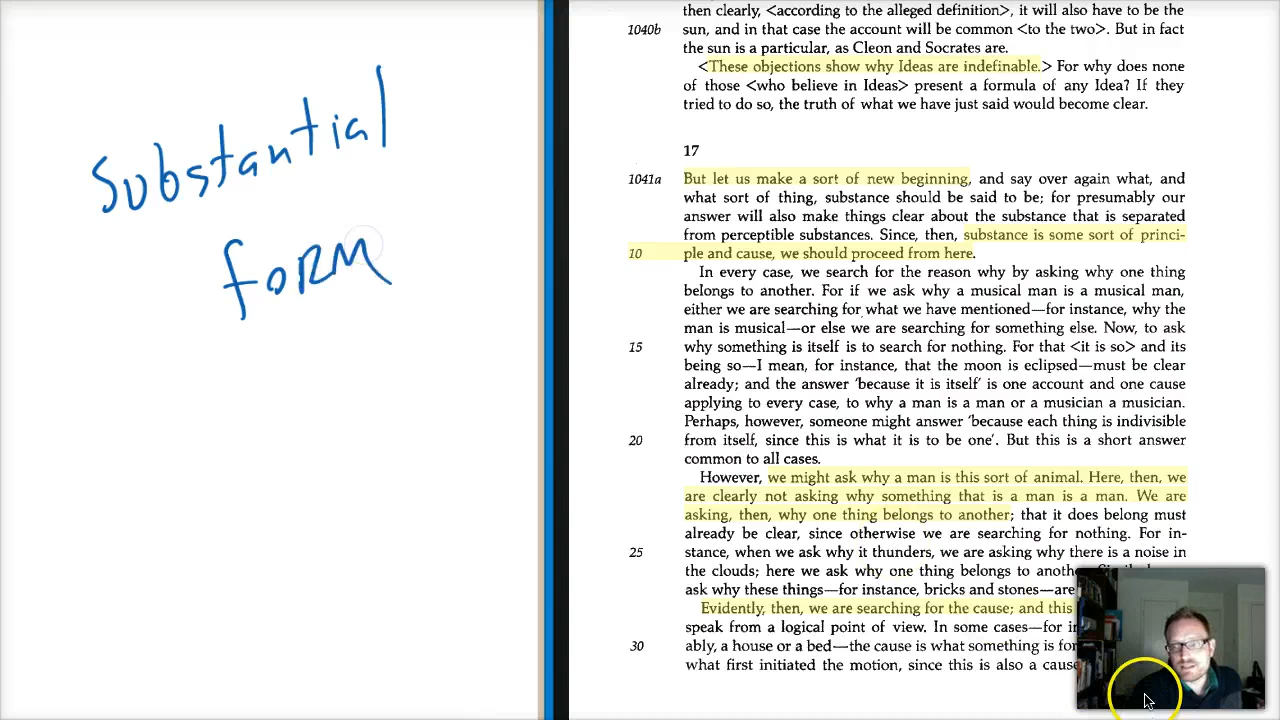 Substantial
form
then clearly, <according to the alleged definition>, it will also have to be the
1040b sun, and in that case the account will be common <to the two>. But in fact
the sun is a particular, as Cleon and Socrates are.
<These objections show why Ideas are indefinable.> For why does none
of those <who believe in Ideas> present a formula of any Idea? If they
tried to do so, the truth of what we have just said would become clear.
17
1041a But let us make a sort of new beginning, and say over again what, and
what sort of thing, substance should be said to be; for presumably our
answer will also make things clear about the substance that is separated
from perceptible substances. Since, then, substance is some sort of princi-
10 ple and cause, we should proceed from here.
In every case, we search for the reason why by asking why one thing
belongs to another. For if we ask why a musical man is a musical man,
either we are searching for what we have mentioned—for instance, why the
man is musical—or else we are searching for something else. Now, to ask
15 why something is itself is to search for nothing. For that <it is so> and its
being so—I mean, for instance, that the moon is eclipsed—must be clear
already; and the answer 'because it is itself' is one account and one cause
applying to every case, to why a man is a man or a musician a musician.
Perhaps, however, someone might answer 'because each thing is indivisible
20 from itself, since this is what it is to be one'. But this is a short answer
common to all cases.
However, we might ask why a man is this sort of animal. Here, then, we
are clearly not asking why something that is a man is a man. We are
asking, then, why one thing belongs to another; that it does belong must
already be clear, since otherwise we are searching for nothing. For in-
25 stance, when we ask why it thunders, we are asking why there is a noise in
the clouds; here we ask why one thing belongs to another.
ask why these things—for instance, bricks and stones—are
Evidently, then, we are searching for the cause; and this
speak from a logical point of view. In some cases—for in
30 ably, a house or a bed—the cause is what something is for
what first initiated the motion, since this is also a cause